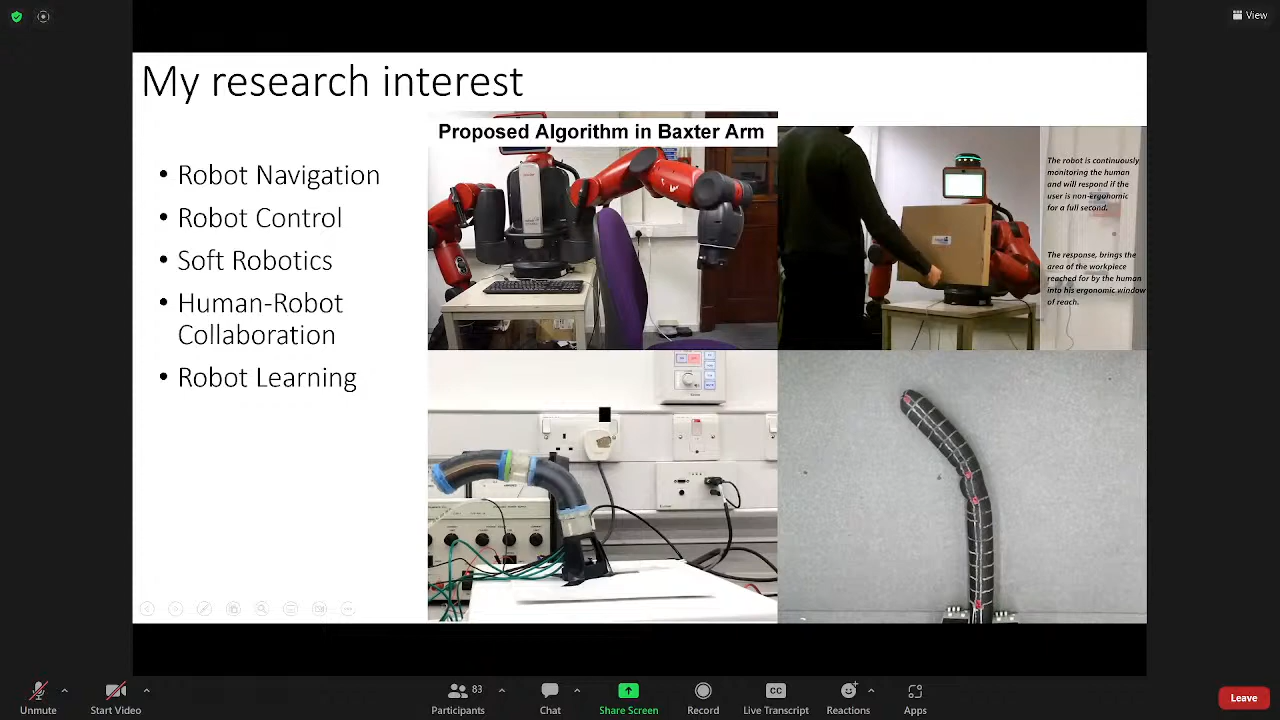 View
My research interest
Proposed Algorithm in Baxter Arm
• Robot Navigation
• Robot Control
• Soft Robotics
• Human-Robot
Collaboration
• Robot Learning
The robot is continuously
monitoring the human
and will respond if the
user is non-ergonomic
for a full second.
The response, brings the
area of the workpiece
reached for by the human
into his ergonomic window
of reach.
Unmute
Start Video
83
Participants
Chat
Share Screen
Record
CC
Live Transcript
Reactions
Apps
Leave